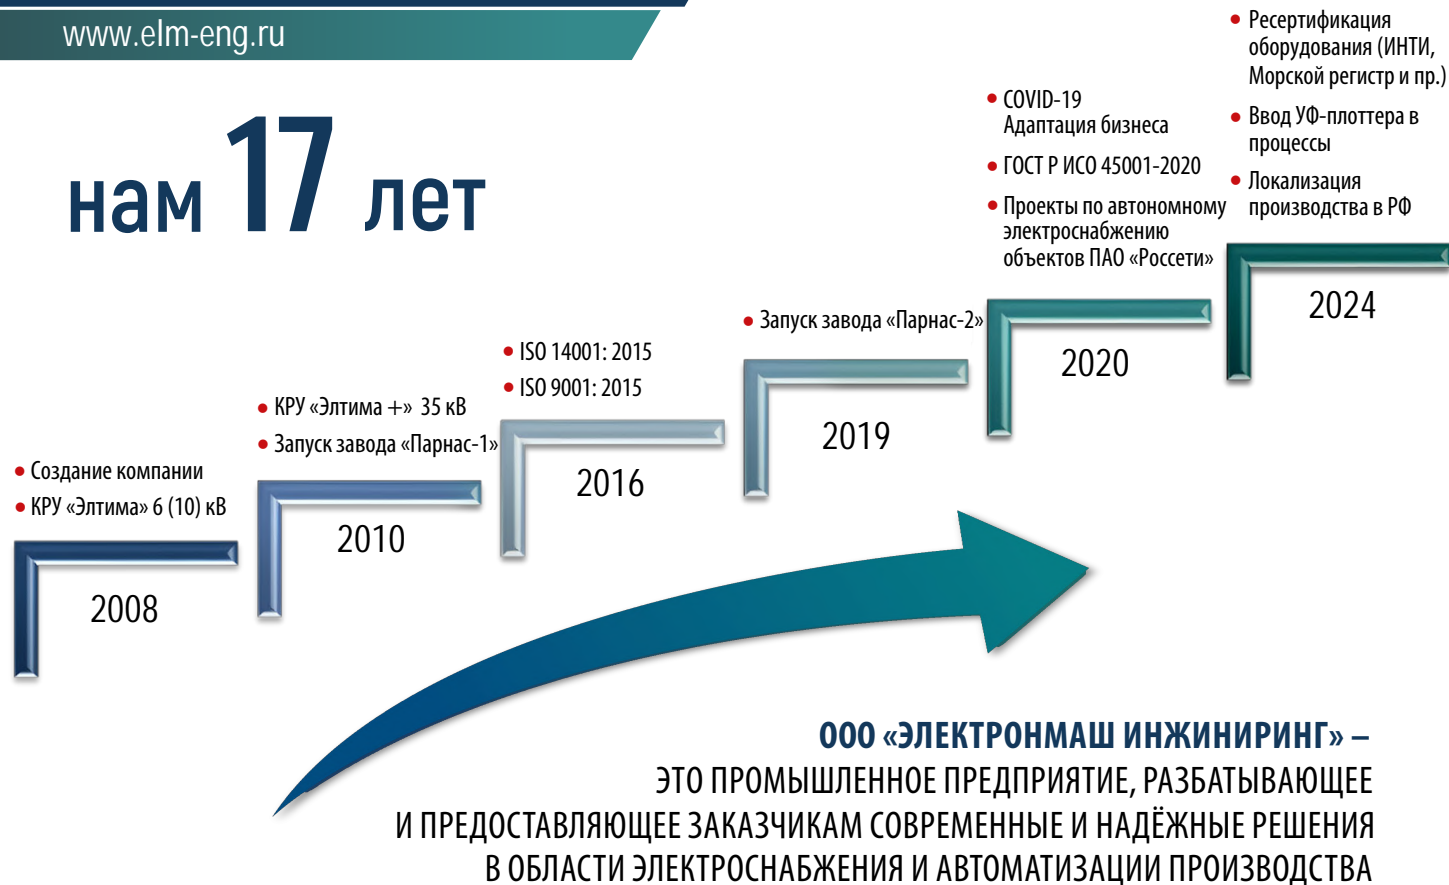 www.elm-eng.ru
нам 17 лет
Создание компании
КРУ «Элтима» 6 (10) кВ
2008
КРУ «Элтима +» 35 кВ
Запуск завода «Парнас-1»
2010
ISO 14001: 2015
ISO 9001: 2015
2016
Запуск завода «Парнас-2»
2019
COVID-19
Адаптация бизнеса
ГОСТ Р ИСО 45001-2020
Проекты по автономному
электроснабжению
объектов ПАО «Россети»
2020
Ресертификация
оборудования (ИНТИ,
Морской регистр и пр.)
Ввод УФ-плоттера в
процессы
Локализация
производства в РФ
2024
ООО «ЭЛЕКТРОНМАШ ИНЖИНИРИНГ» –
ЭТО ПРОМЫШЛЕННОЕ ПРЕДПРИЯТИЕ, РАЗБАТЫВАЮЩЕЕ
И ПРЕДОСТАВЛЯЮЩЕЕ ЗАКАЗЧИКАМ СОВРЕМЕННЫЕ И НАДЁЖНЫЕ РЕШЕНИЯ
В ОБЛАСТИ ЭЛЕКТРОСНАБЖЕНИЯ И АВТОМАТИЗАЦИИ ПРОИЗВОДСТВА